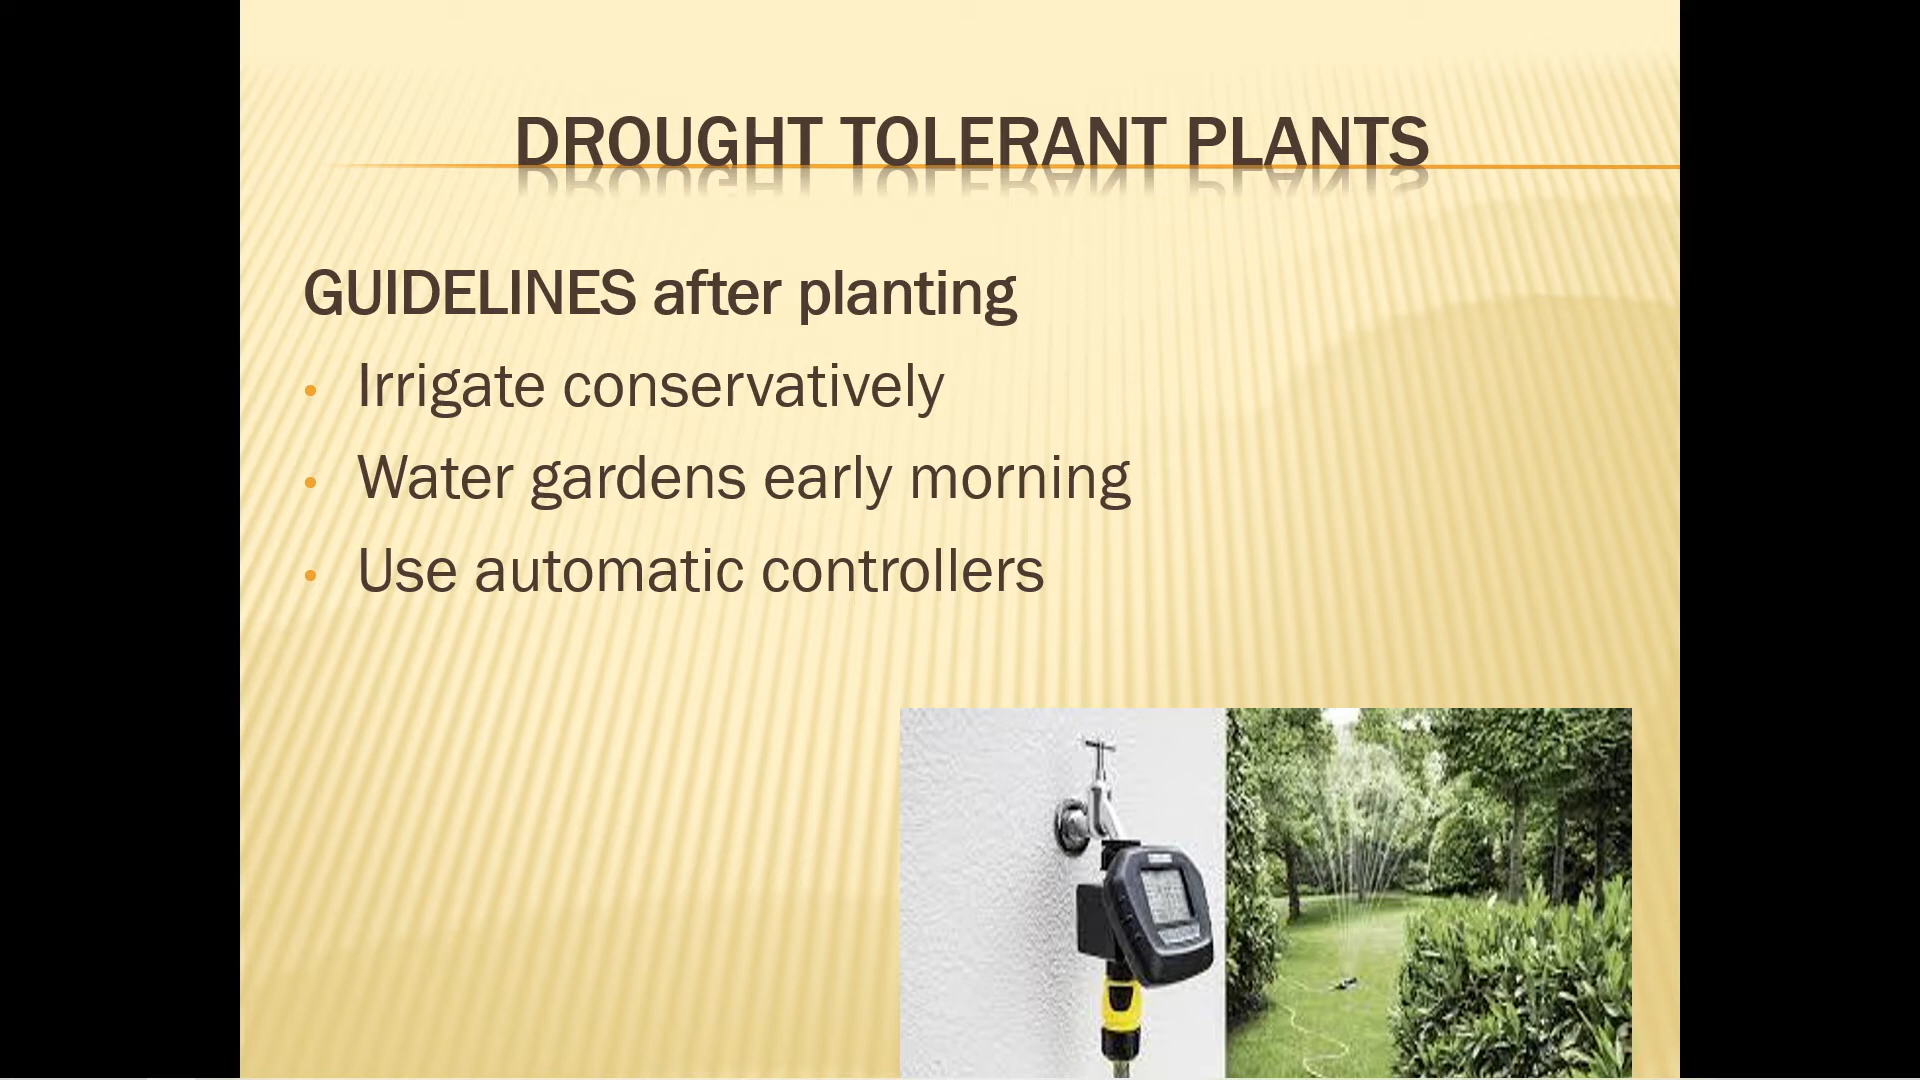 DROUGHT TOLERANT PLANTS
GUIDELINES after planting
• Irrigate conservatively
• Water gardens early morning
• Use automatic controllers